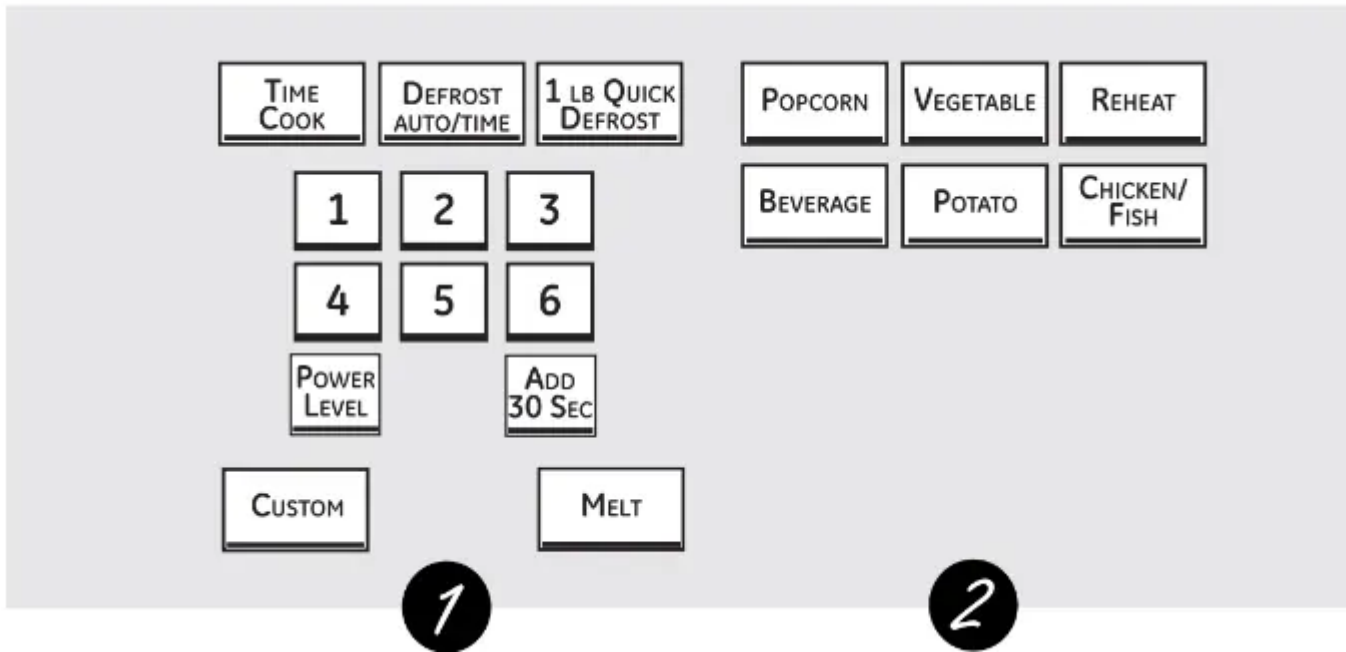 TIME
COOK
DEFROST
AUTO/TIME
1 LB QUICK
DEFROST
1 2 3
4 5 6
POWER
LEVEL
ADD
30 SEC
CUSTOM
MELT
1
POPCORN
VEGETABLE
REHEAT
BEVERAGE
POTATO
CHICKEN/
FISH
2